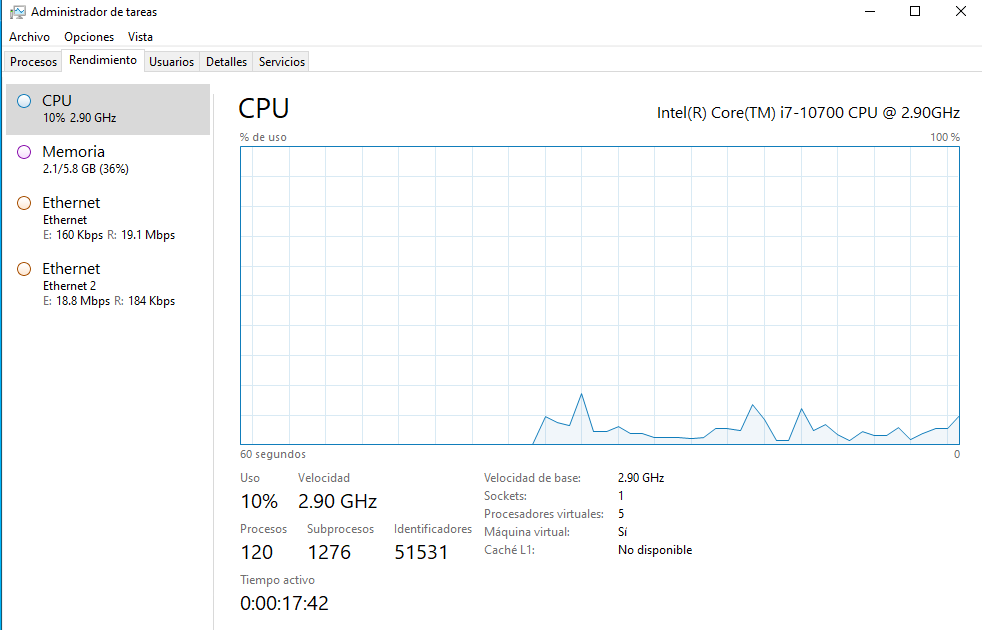 Administrador de tareas
Archivo Opciones Vista
Procesos Rendimiento Usuarios Detalles Servicios
CPU
10% 2.90 GHz
Memoria
2.1/5.8 GB (36%)
Ethernet
Ethernet
E: 160 Kbps R: 19.1 Mbps
Ethernet
Ethernet 2
E: 18.8 Mbps R: 184 Kbps
CPU Intel(R) Core(TM) i7-10700 CPU @ 2.90GHz
% de uso 100 %
60 segundos 0
Uso Velocidad
10% 2.90 GHz
Procesos Subprocesos Identificadores
120 1276 51531
Tiempo activo
0:00:17:42
Velocidad de base: 2.90 GHz
Sockets: 1
Procesadores virtuales: 5
Máquina virtual: Sí
Caché L1: No disponible